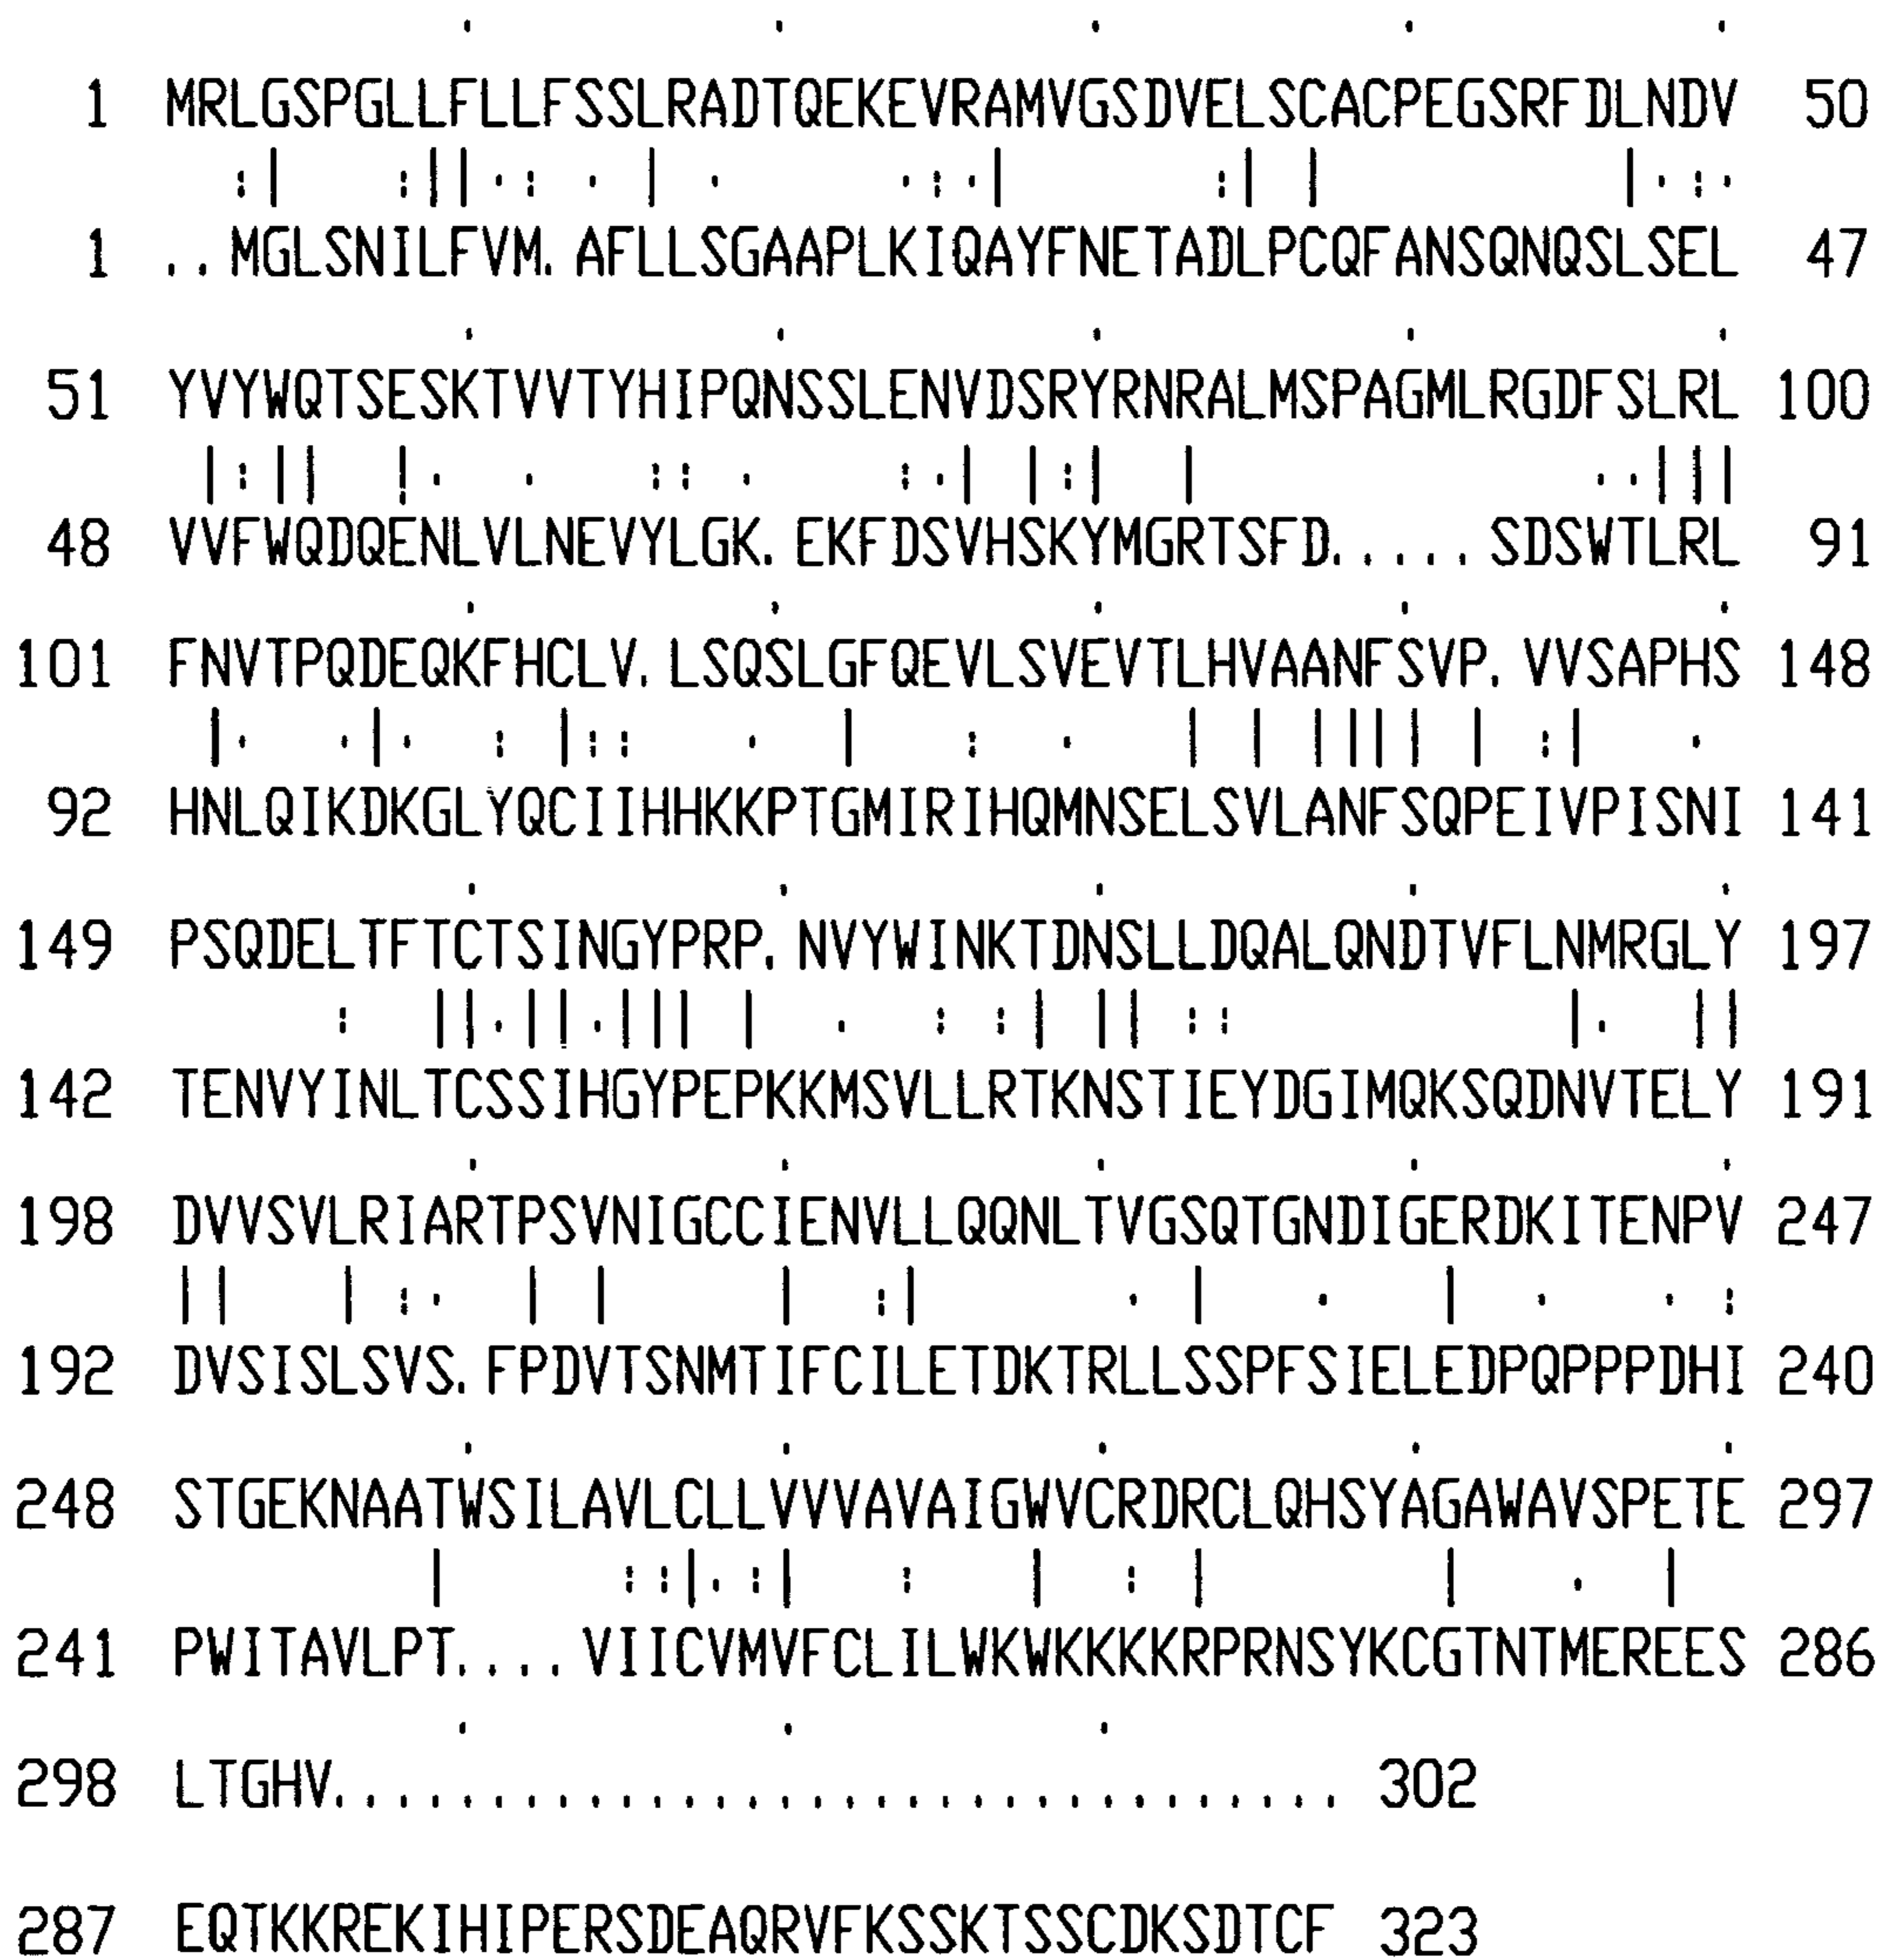 1 MRLGSPGLLFLLFSSLRADTQEKEVRAMVGSDVELSCACPEGSRFDLNDV 50
1 ..MGLSNILFVM.AFLLSGAAPLKIQAYFNETADLPCQFANSQNQSLSEL 47
51 YVYWQTSESKTVVTYHIPQNSSLENVDSRYRNRALMSPAGMLRGDFSLRL 100
48 VVFWQDQENLVLNEVYLGK.EKFDSVHSKYMGRTSFD.....SDSWTLRL 91
101 FNVTPQDEQKFHCLV.LSQSLGFQEVLSVEVTLHVAANFSVP.VVSAPHS 148
92 HNLQIKDKGLYQCIIHHKKPTGMIRIHQMNSELSVLANFSQPEIVPISNI 141
149 PSQDELTFTCTSINGYPRP.NVYWINKTDNSLLDQALQNDTVFLNMRGLY 197
142 TENVYINLTCSSIHGYPEPKKMSVLLRTKNSTIEYDGIMQKSQDNVTELY 191
198 DVVSVLRIARTPSVNIGCCIENVLLQQNLTVGSQTGNDIGERDKITENPV 247
192 DVSISLSVS.FPDVTSNMTIFCILETDKTRLLSSPFSIELEDPQPPPDHI 240
248 STGEKNAATWSILAVLCLLVVVAVAIGWVCRDRCLQHSYAGAWAVSPETE 297
241 PWITAVLPT....VIICVMVFCLILWKWKKKKRPRNSYKCGTNTMEREES 286
298 LTGHV................................ 302
287 EQTKKREKIHIPERSDEAQRVFKSSKTSSCDKSDTCF 323